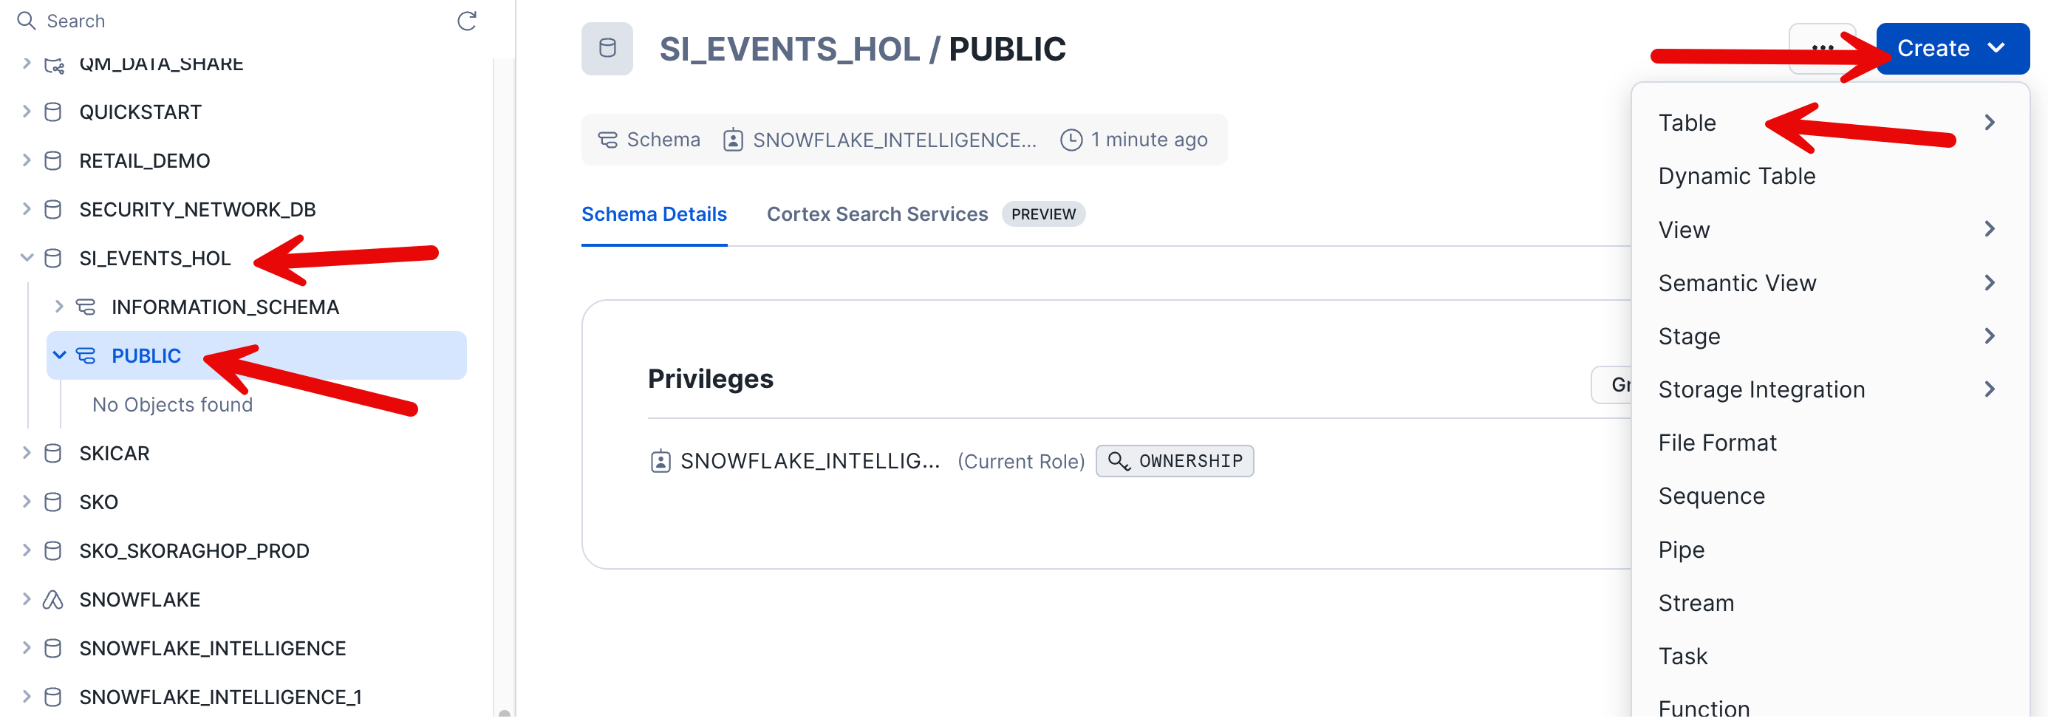 Search
QM_DATA_SHARE
QUICKSTART
RETAIL_DEMO
SECURITY_NETWORK_DB
SI_EVENTS_HOL
INFORMATION_SCHEMA
PUBLIC
No Objects found
SKICAR
SKO
SKO_SKORAGHOP_PROD
SNOWFLAKE
SNOWFLAKE_INTELLIGENCE
SNOWFLAKE_INTELLIGENCE_1
SI_EVENTS_HOL / PUBLIC
Create
Schema SNOWFLAKE_INTELLIGENCE... 1 minute ago
Schema Details Cortex Search Services PREVIEW
Privileges
Gr
SNOWFLAKE_INTELLIG... (Current Role) OWNERSHIP
Table
Dynamic Table
View
Semantic View
Stage
Storage Integration
File Format
Sequence
Pipe
Stream
Task
Function